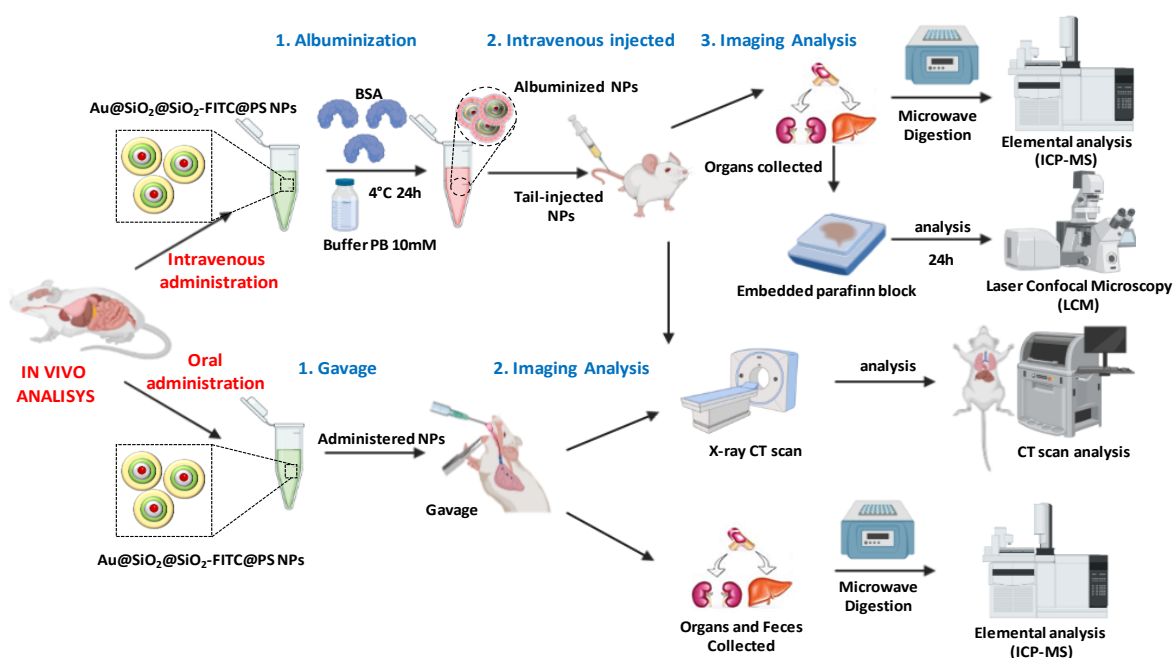 1. Albuminization
2. Intravenous injected
3. Imaging Analysis
Au@SiO₂@SiO₂-FITC@PS NPs
BSA
4°C 24h
Buffer PB 10mM
Albuminized NPs
Tail-injected
NPs
Organs collected
Microwave
Digestion
Elemental analysis
(ICP-MS)
Embedded parafinn block
analysis
24h
Laser Confocal Microscopy
(LCM)
Intravenous
administration
IN VIVO
ANALISYS
Oral
administration
1. Gavage
2. Imaging Analysis
Administered NPs
Gavage
Au@SiO₂@SiO₂-FITC@PS NPs
X-ray CT scan
analysis
CT scan analysis
Organs and Feces
Collected
Microwave
Digestion
Elemental analysis
(ICP-MS)